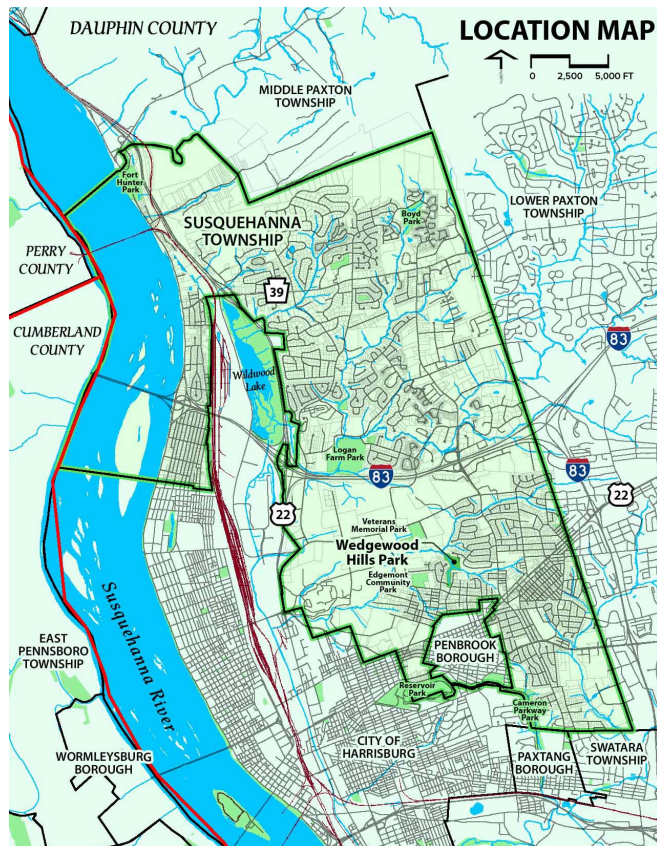 DAUPHIN COUNTY
LOCATION MAP
0 2,500 5,000 FT
MIDDLE PAXTON
TOWNSHIP
Fort
Hunter
Park
LOWER PAXTON
TOWNSHIP
Boyd
Park
SUSQUEHANNA
TOWNSHIP
PERRY
COUNTY
39
CUMBERLAND
COUNTY
83
Wildwood
Lake
Logan
Farm Park
83
83
22
22
Veterans
Memorial Park
Wedgewood
Hills Park
Edgemont
Community
Park
Susquehanna River
EAST
PENNSBORO
TOWNSHIP
PENBROOK
BOROUGH
Reservoir
Park
Cameron
Parkway
Park
CITY OF
HARRISBURG
WORMLEYSBURG
BOROUGH
PAXTANG
BOROUGH
SWATARA
TOWNSHIP